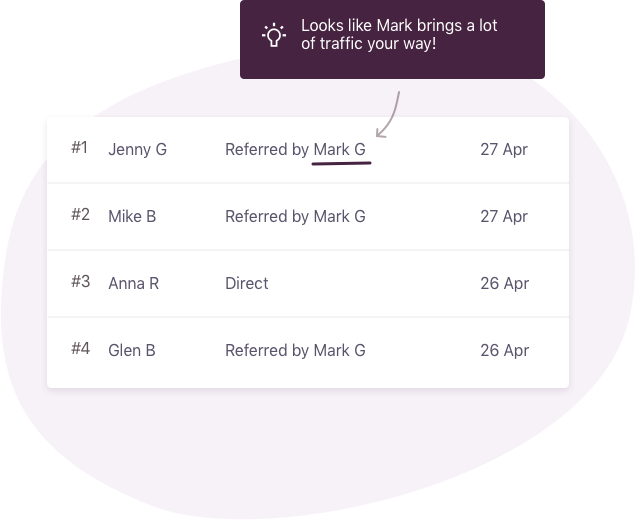 Looks like Mark brings a lot
of traffic your way!
#1 Jenny G Referred by Mark G 27 Apr
#2 Mike B Referred by Mark G 27 Apr
#3 Anna R Direct 26 Apr
#4 Glen B Referred by Mark G 26 Apr